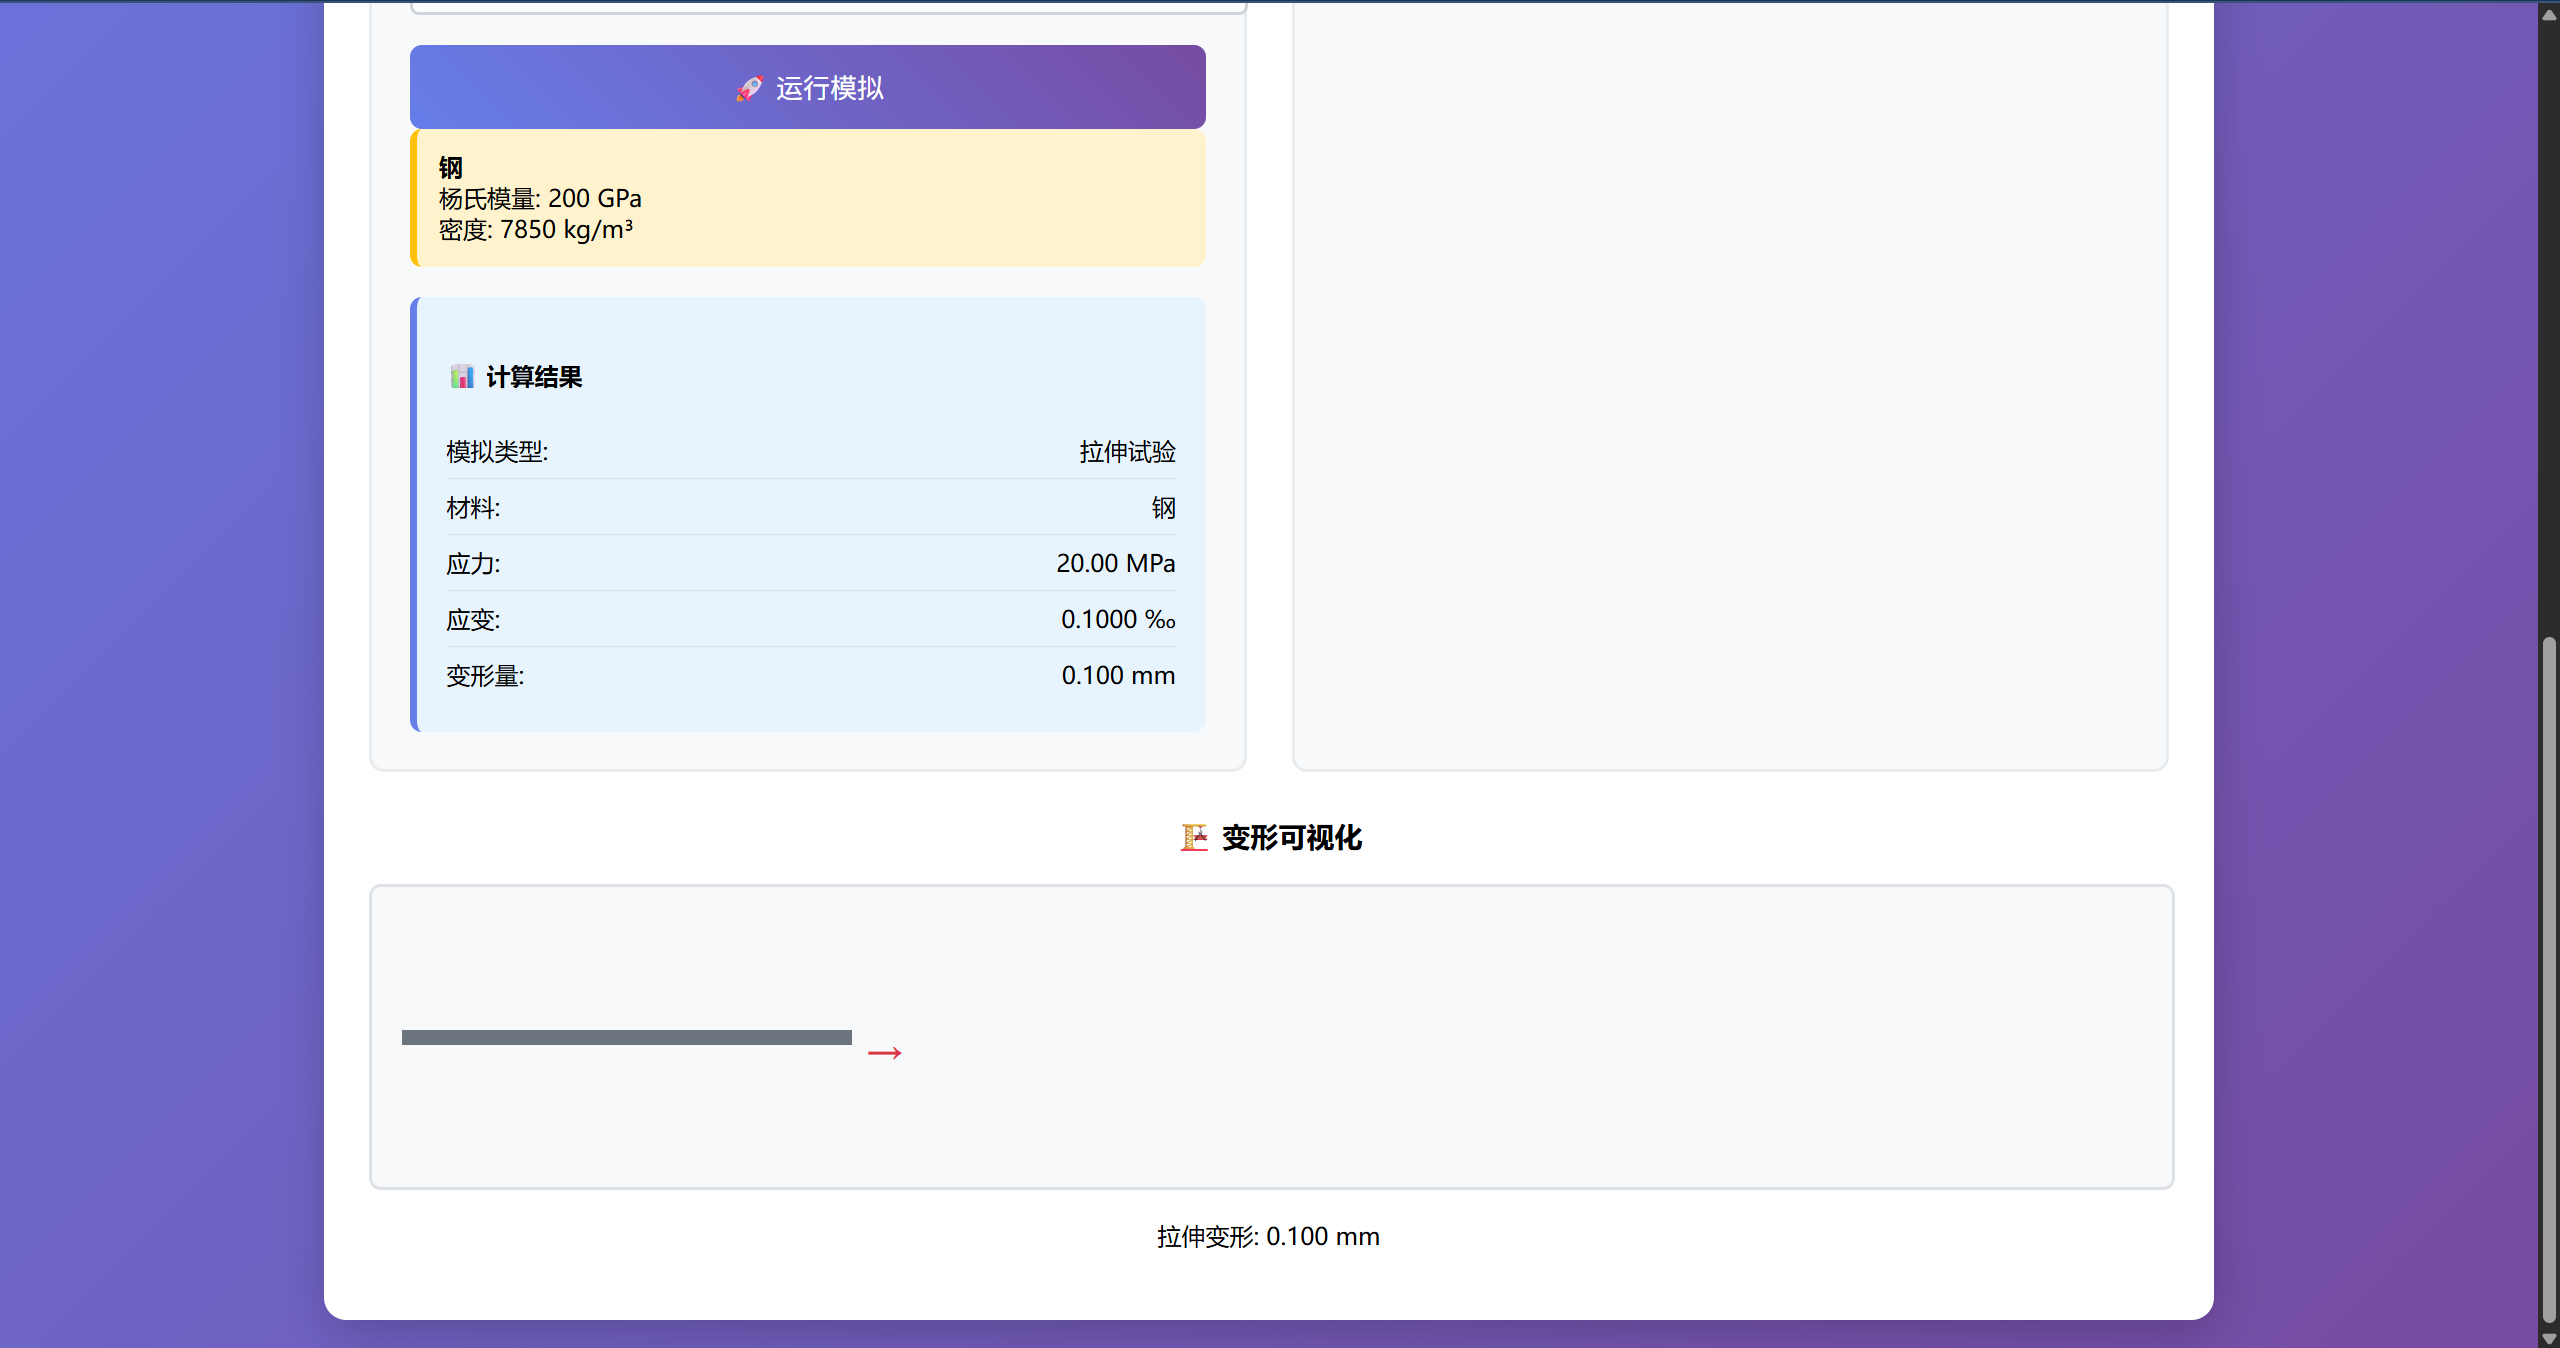 🚀 运行模拟
钢
杨氏模量: 200 GPa
密度: 7850 kg/m³
📊 计算结果
模拟类型: 拉伸试验
材料: 钢
应力: 20.00 MPa
应变: 0.1000 ‰
变形量: 0.100 mm
🏗️ 变形可视化
→
拉伸变形: 0.100 mm